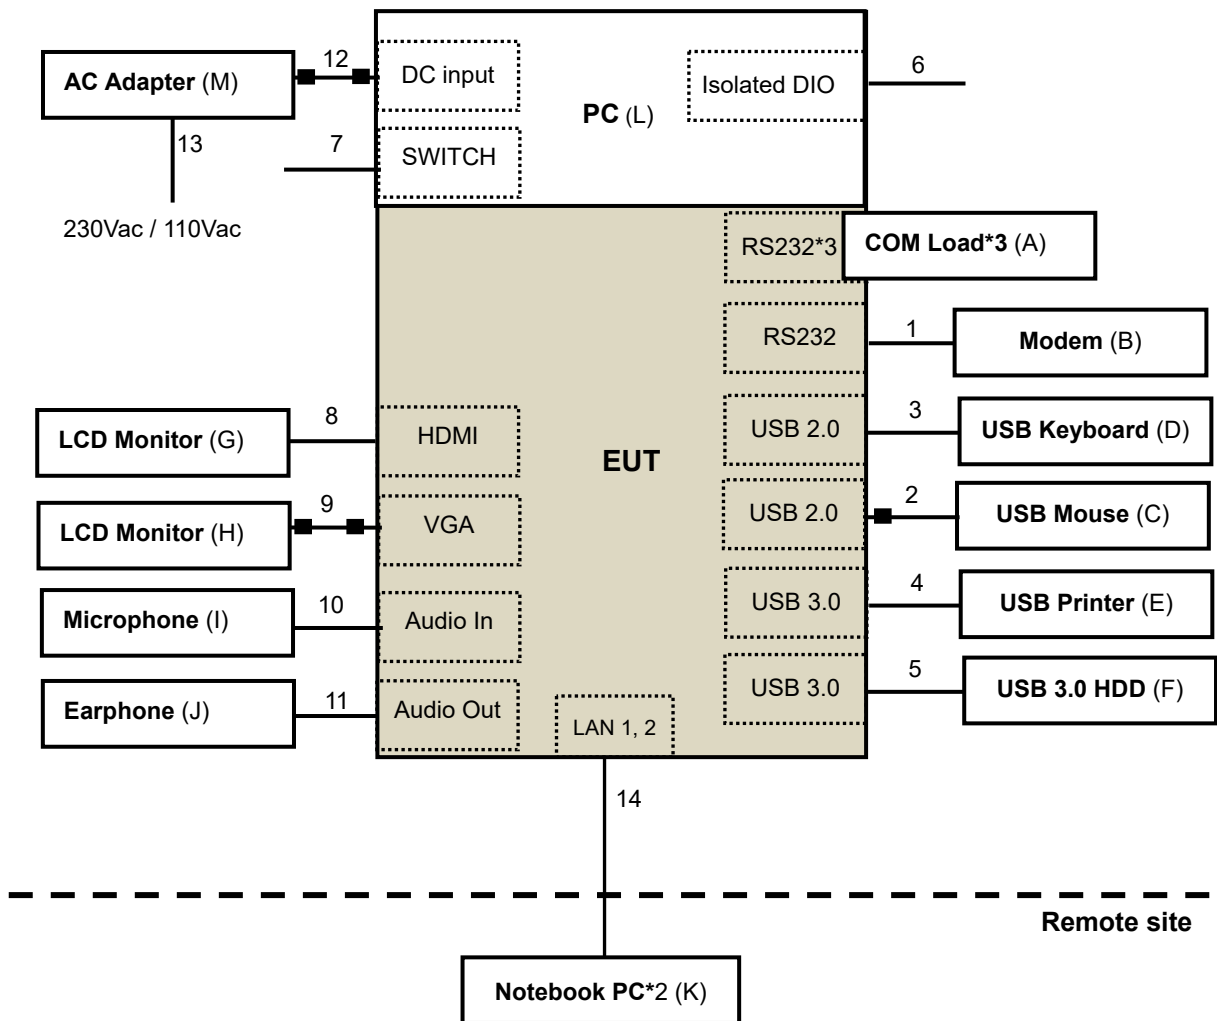 12
DC input
Isolated DIO
6
AC Adapter (M)
PC (L)
13
7
SWITCH
230Vac / 110Vac
RS232*3
COM Load*3 (A)
RS232
1
Modem (B)
8
HDMI
LCD Monitor (G)
EUT
USB 2.0
3
USB Keyboard (D)
9
VGA
LCD Monitor (H)
USB 2.0
2
USB Mouse (C)
10
Audio In
Microphone (I)
USB 3.0
4
USB Printer (E)
11
Audio Out
Earphone (J)
USB 3.0
5
USB 3.0 HDD (F)
LAN 1, 2
14
Remote site
Notebook PC*2 (K)